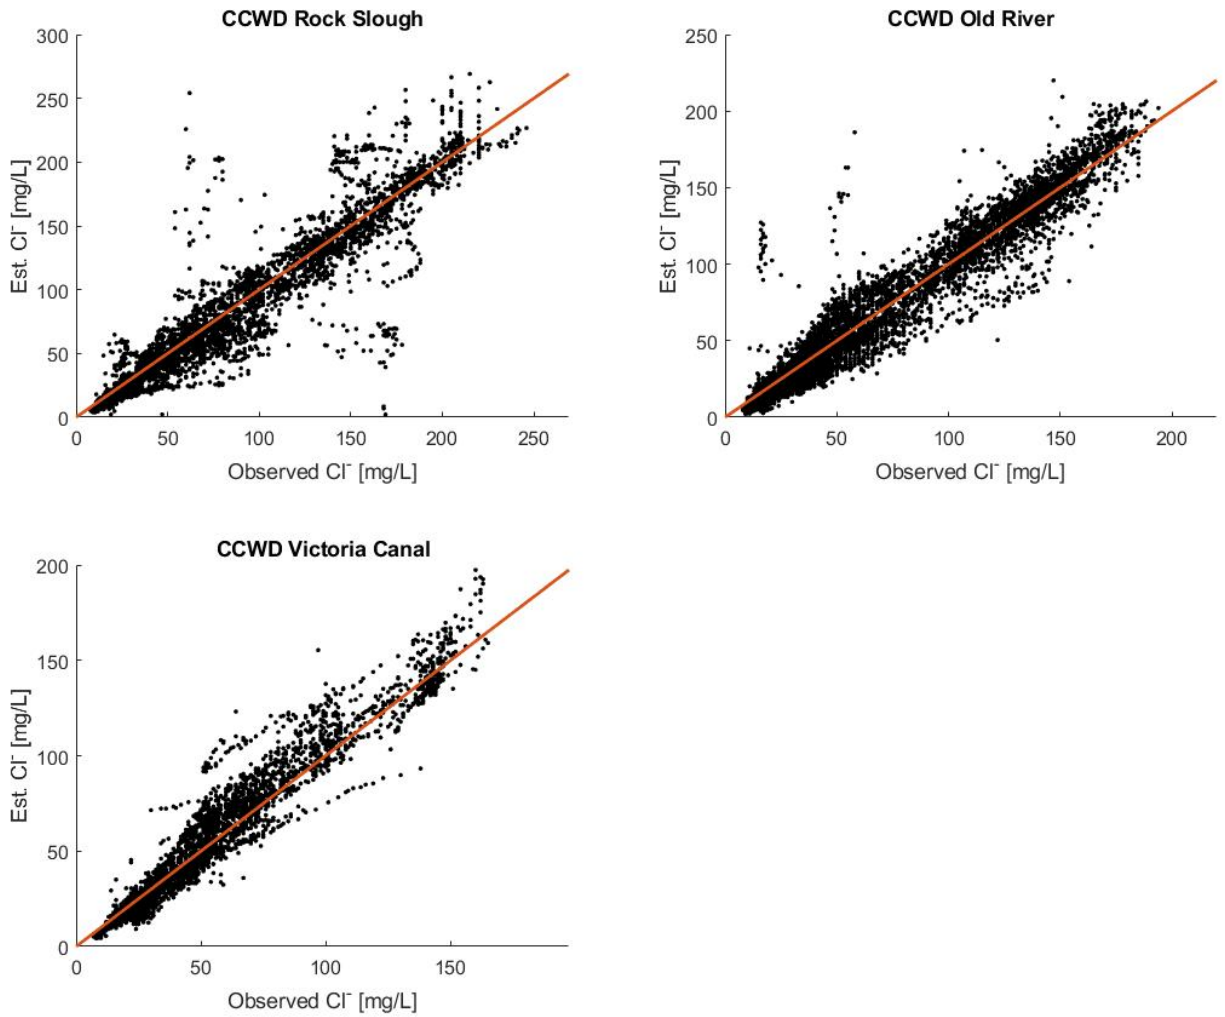 CCWD Rock Slough
300
250
200
150
100
50
0
Est. Cl⁻ [mg/L]
0 50 100 150 200 250
Observed Cl⁻ [mg/L]
CCWD Old River
250
200
150
100
50
0
Est. Cl⁻ [mg/L]
0 50 100 150 200
Observed Cl⁻ [mg/L]
CCWD Victoria Canal
200
150
100
50
0
Est. Cl⁻ [mg/L]
0 50 100 150
Observed Cl⁻ [mg/L]